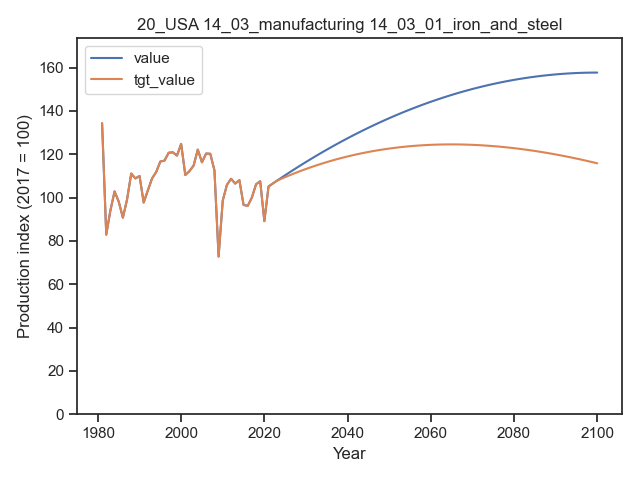 20_USA 14_03_manufacturing 14_03_01_iron_and_steel
value
tgt_value
Production index (2017 = 100)
160
140
120
100
80
60
40
20
0
1980 2000 2020 2040 2060 2080 2100
Year